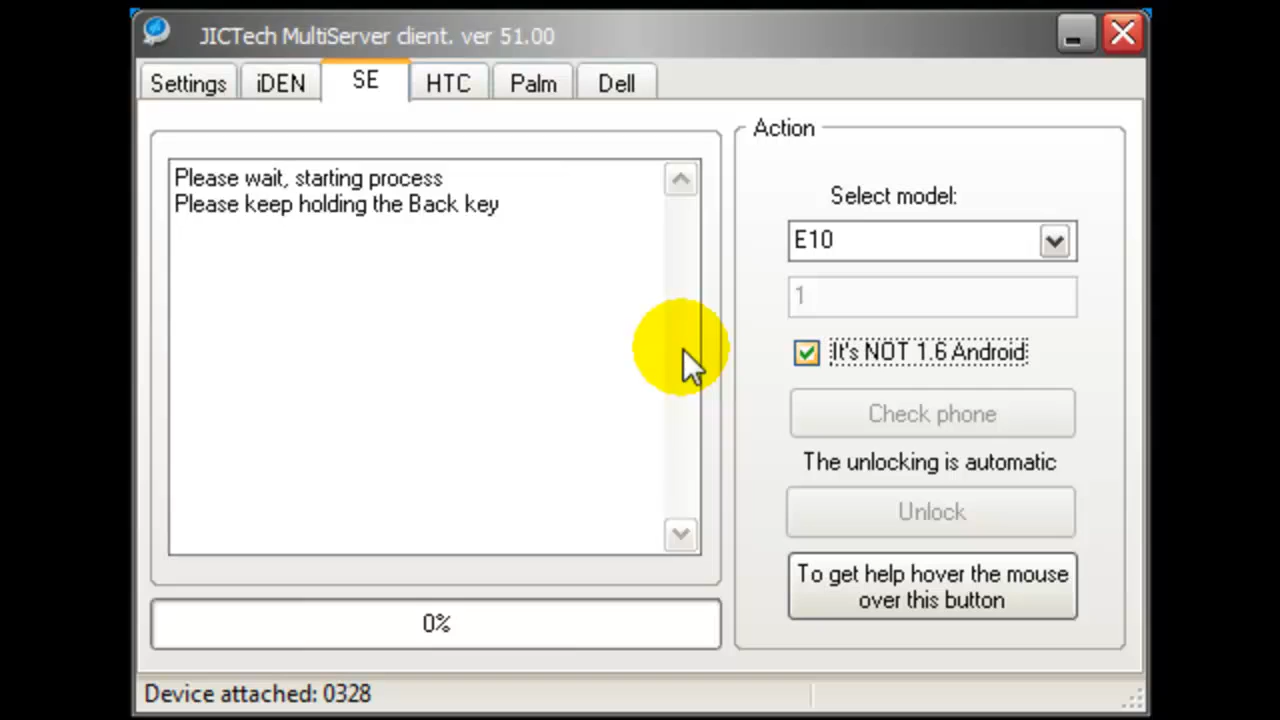 JICTech MultiServer client. ver 51.00
Settings
iDEN
SE
HTC
Palm
Dell
Please wait, starting process
Please keep holding the Back key
0%
Action
Select model:
E10
1
It's NOT 1.6 Android
Check phone
The unlocking is automatic
Unlock
To get help hover the mouse
over this button
Device attached: 0328